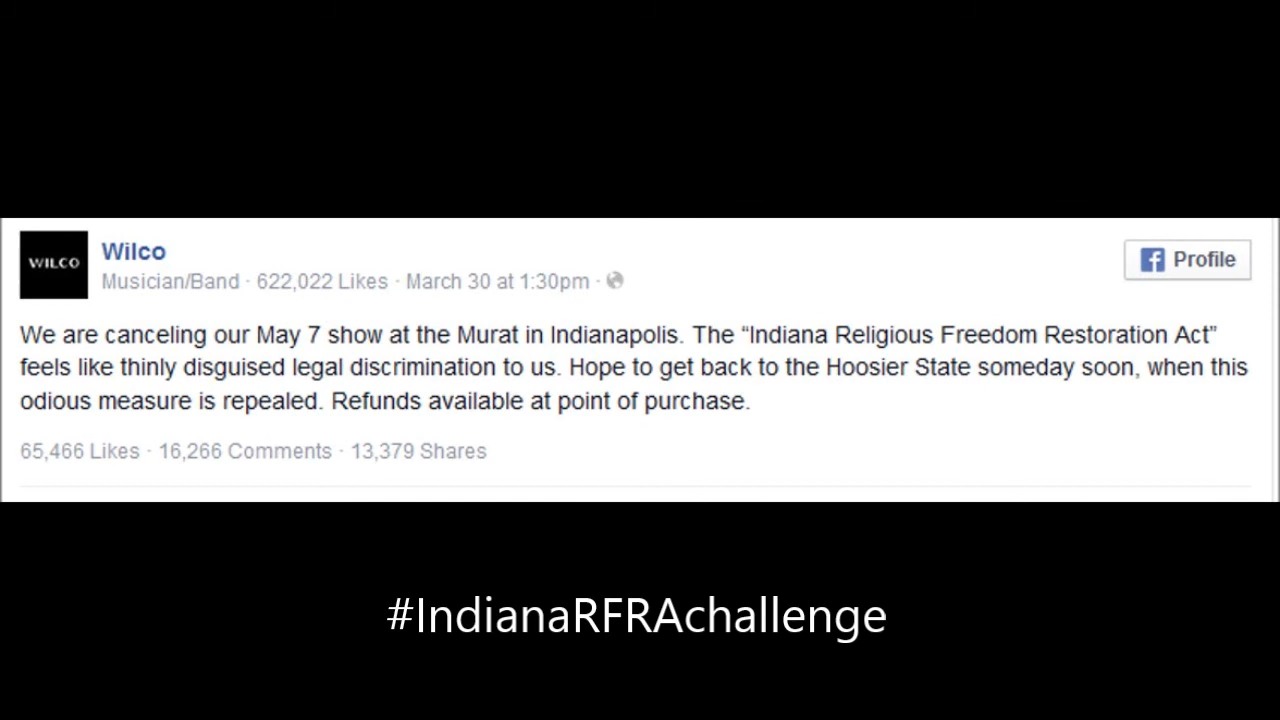 WILCO
Wilco
Musician/Band · 622,022 Likes · March 30 at 1:30pm ·
Profile
We are canceling our May 7 show at the Murat in Indianapolis. The “Indiana Religious Freedom Restoration Act”
feels like thinly disguised legal discrimination to us. Hope to get back to the Hoosier State someday soon, when this
odious measure is repealed. Refunds available at point of purchase.
65,466 Likes · 16,266 Comments · 13,379 Shares
#IndianaRFRAchallenge